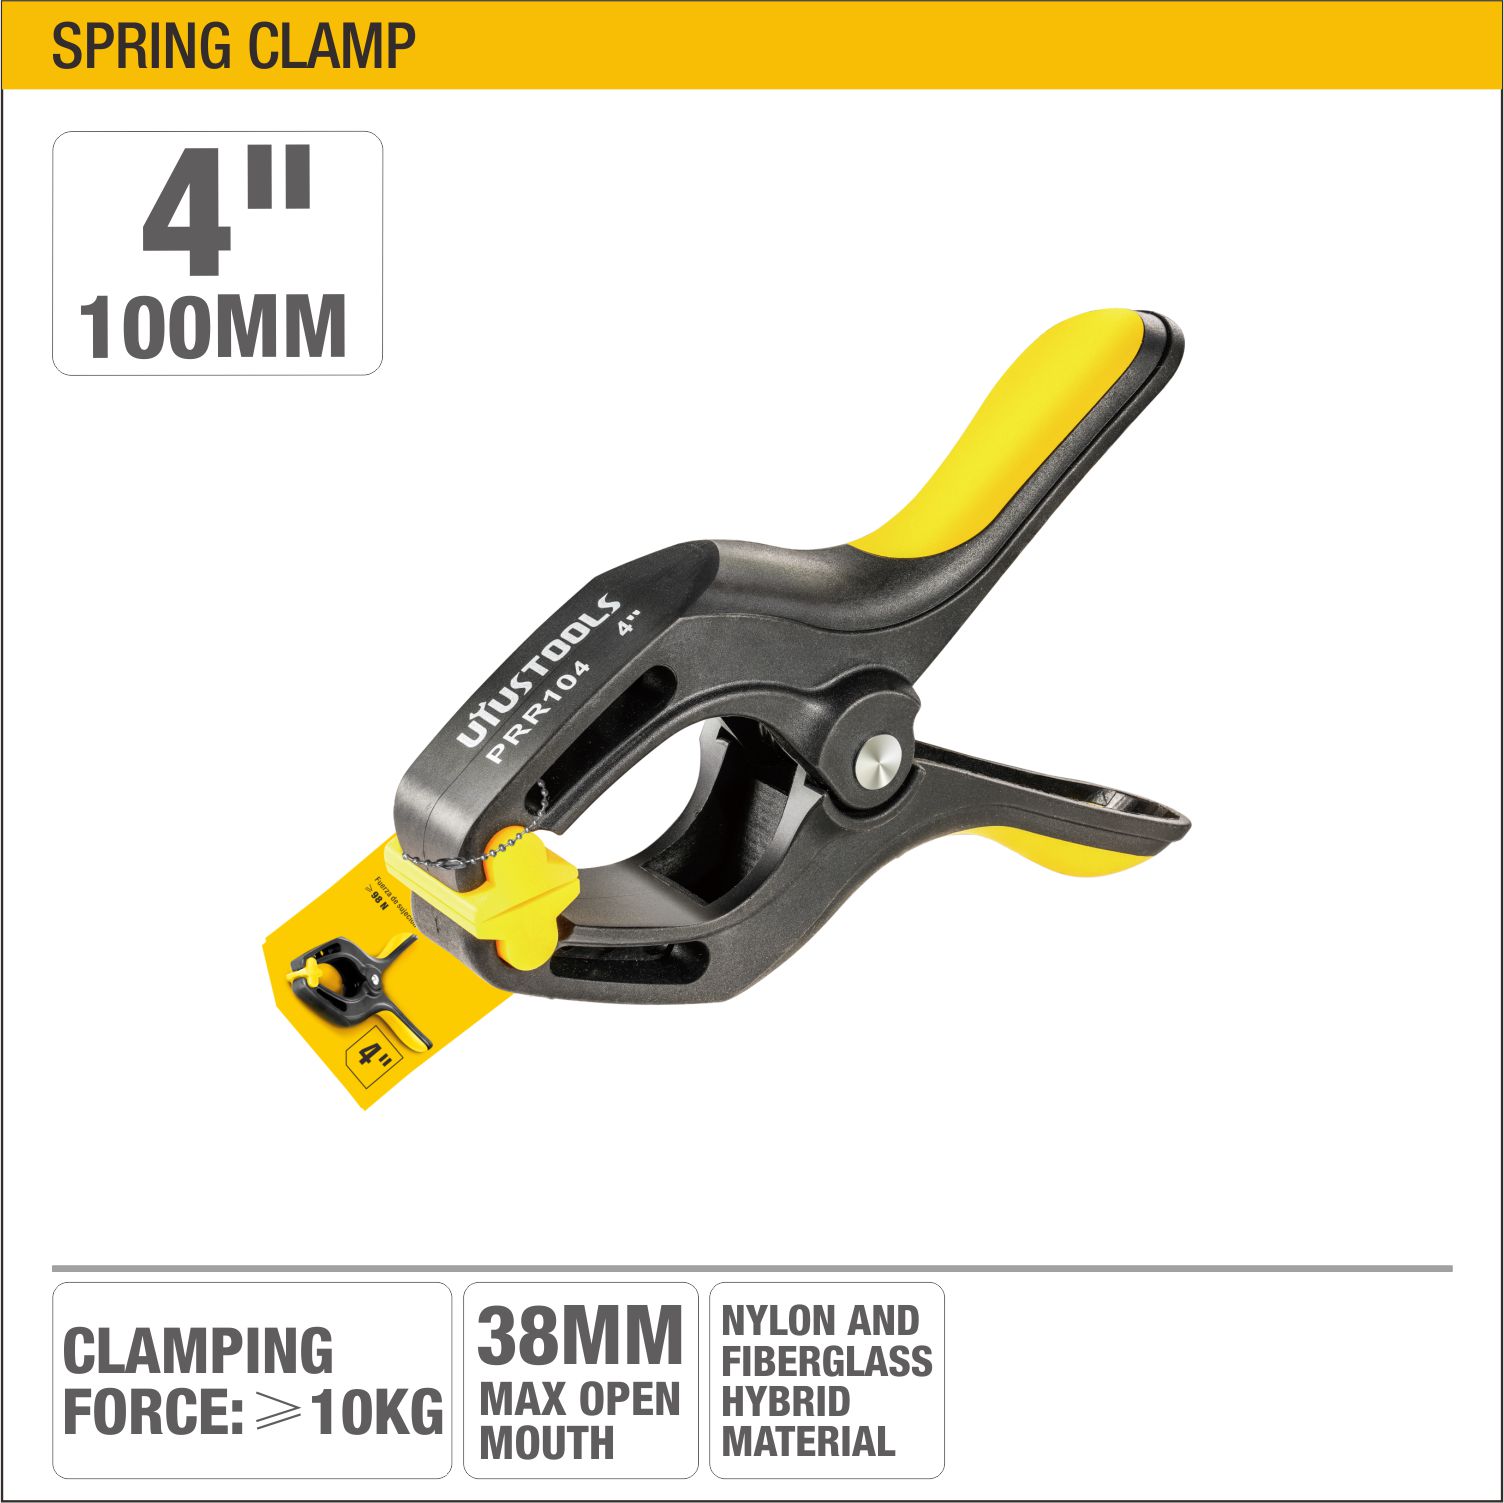 SPRING CLAMP
4"
100MM
UYUSTOOLS
PRR104 4"
Fuerza de
≥ 98 N
4"
CLAMPING
FORCE: ≥10KG
38MM
MAX OPEN
MOUTH
NYLON AND
FIBERGLASS
HYBRID
MATERIAL